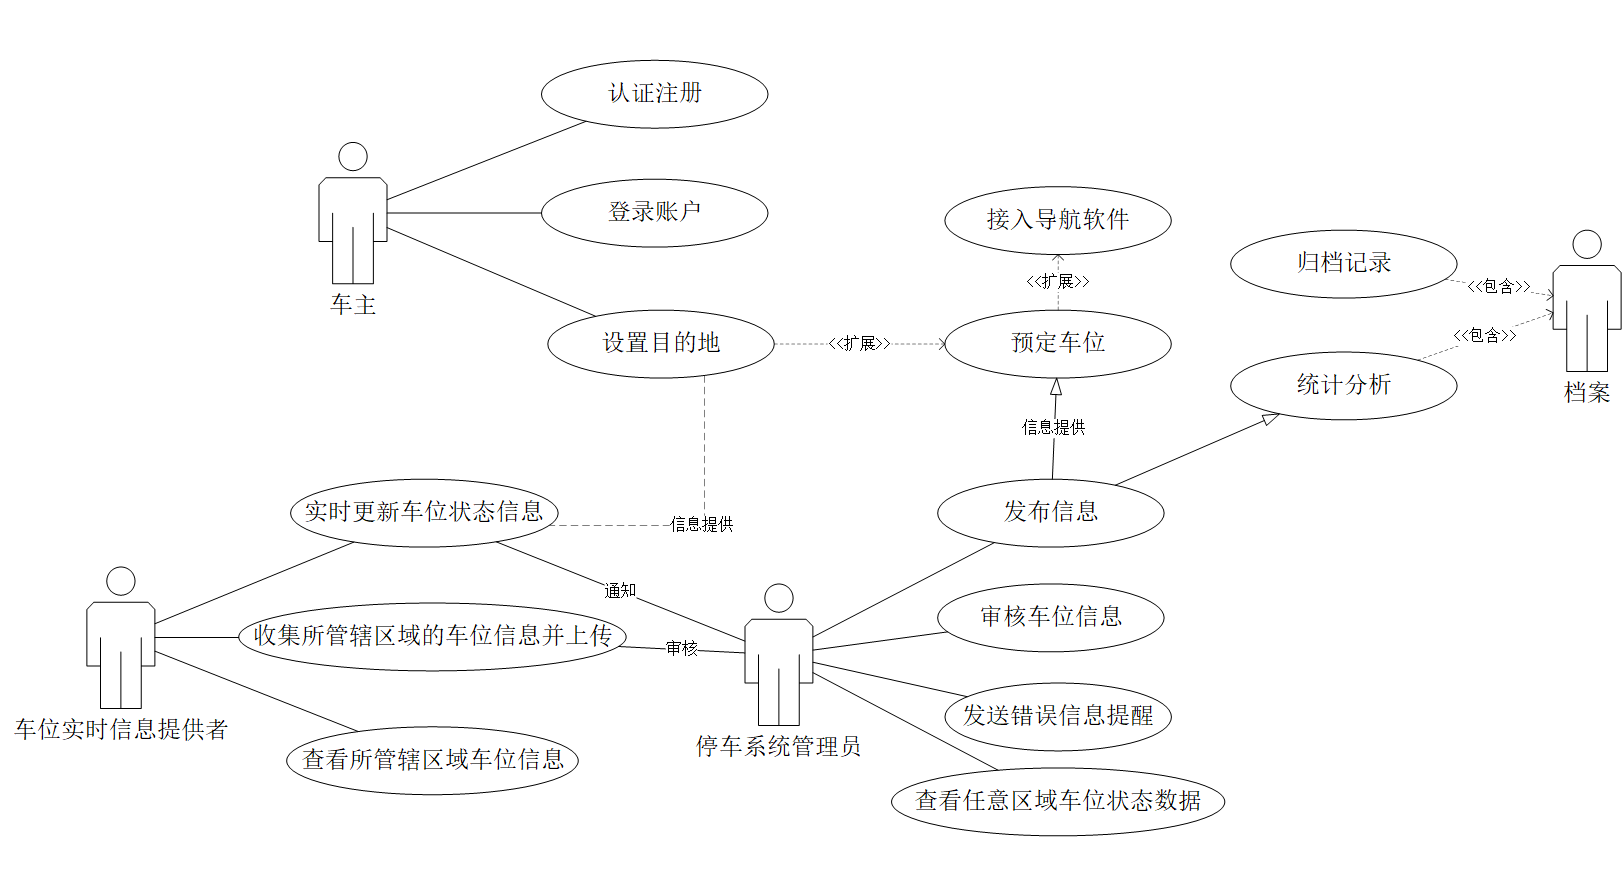 认证注册
登录账户
接入导航软件
归档记录
<<包含>>
<<扩展>>
车主
<<包含>>
设置目的地
<<扩展>>
预定车位
统计分析
档案
信息提供
实时更新车位状态信息
信息提供
发布信息
通知
审核车位信息
收集所管辖区域的车位信息并上传
审核
发送错误信息提醒
车位实时信息提供者
停车系统管理员
查看所管辖区域车位信息
查看任意区域车位状态数据